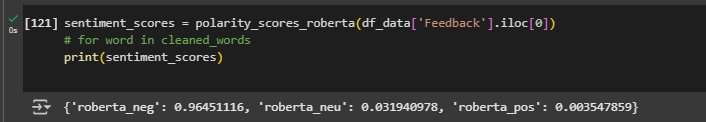 [121] sentiment_scores = polarity_scores_roberta(df_data['Feedback'].iloc[0])
0s
# for word in cleaned_words
print(sentiment_scores)
{'roberta_neg': 0.96451116, 'roberta_neu': 0.031940978, 'roberta_pos': 0.003547859}